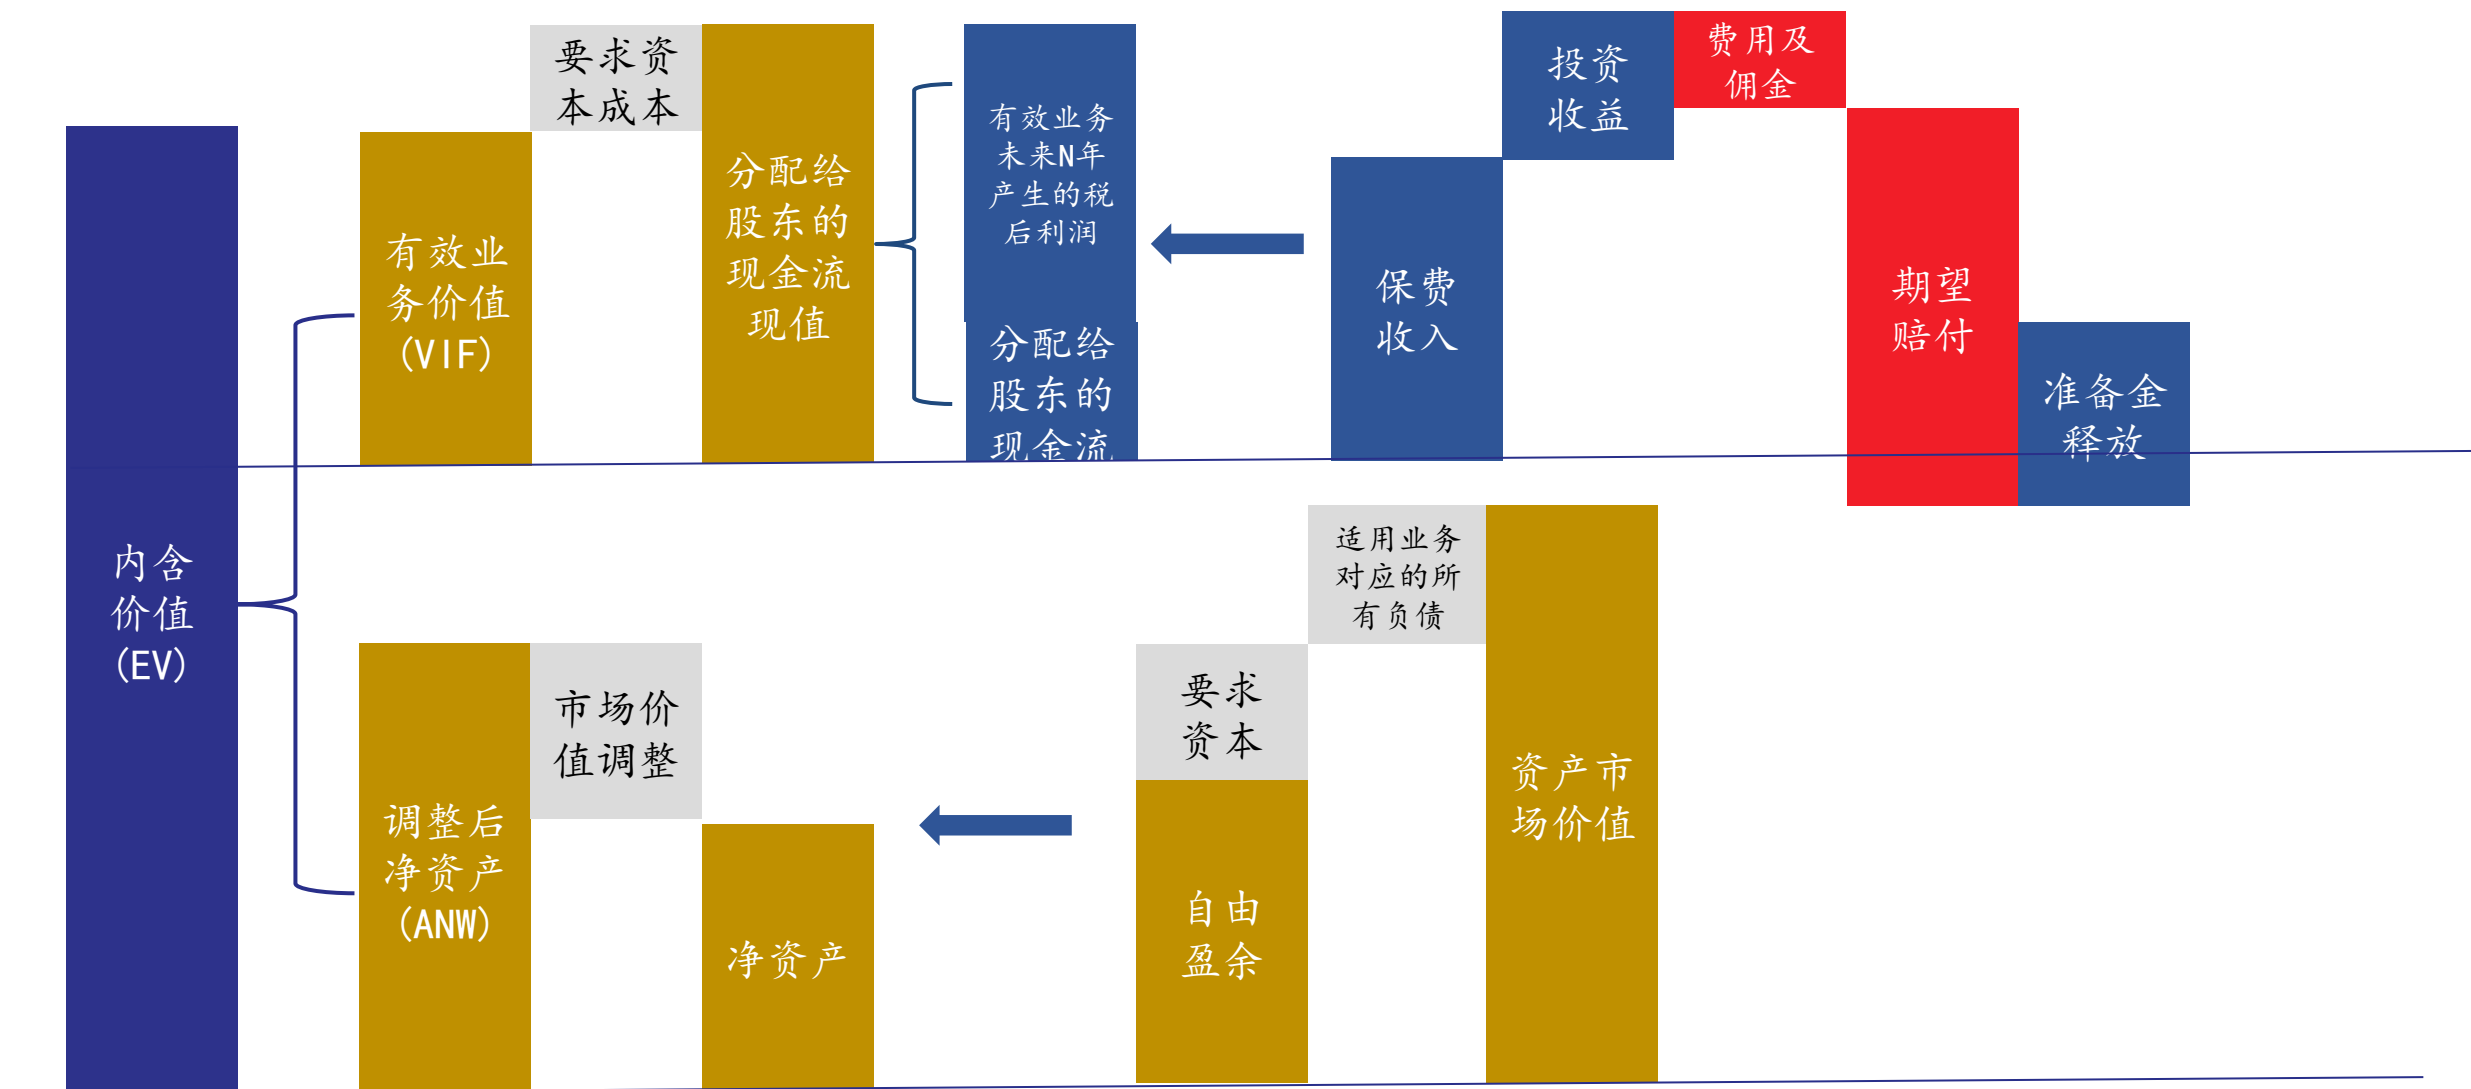 要求资
本成本
投资
收益
费用及
佣金
有效业务
未来N年
产生的税
后利润
分配给
股东的
现金流
现值
有效业
务价值
(VIF)
保费
收入
期望
赔付
分配给
股东的
现金流
准备金
释放
内含
价值
(EV)
适用业务
对应的所
有负债
市场价
值调整
要求
资本
资产市
场价值
调整后
净资产
(ANW)
净资产
自由
盈余